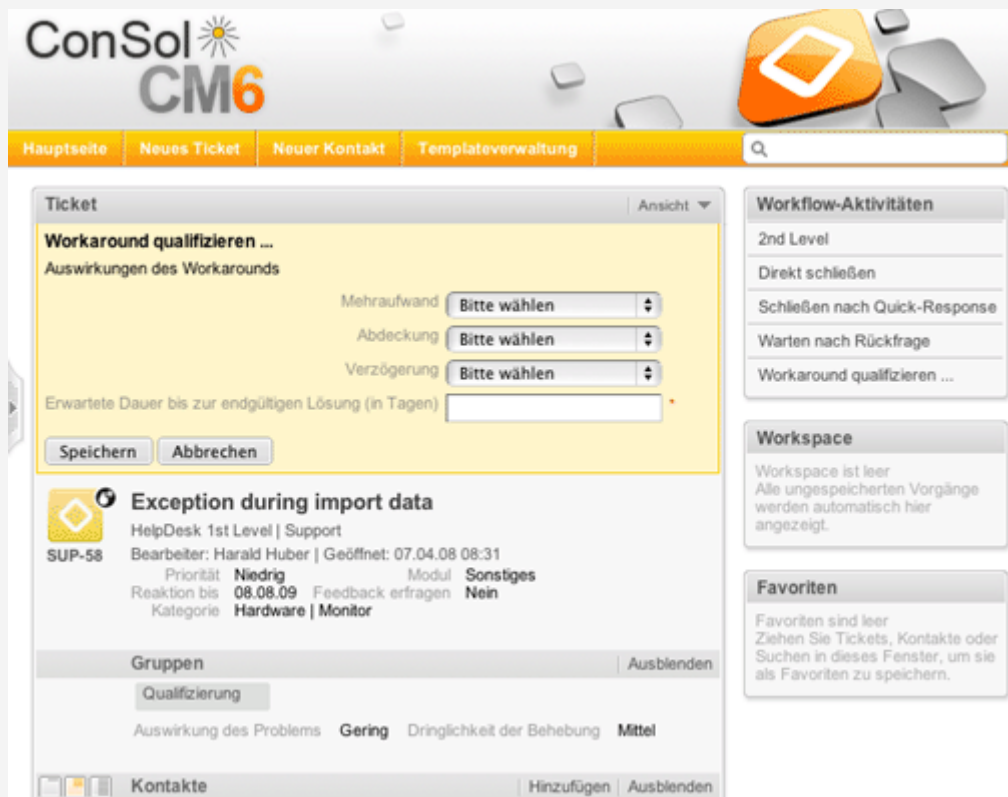 ConSol
CM6
Hauptseite Neues Ticket Neuer Kontakt Templateverwaltung
Ticket Ansicht
Workaround qualifizieren ...
Auswirkungen des Workarounds
Mehraufwand Bitte wählen
Abdeckung Bitte wählen
Verzögerung Bitte wählen
Erwartete Dauer bis zur endgültigen Lösung (in Tagen) *
Speichern Abbrechen
Exception during import data
HelpDesk 1st Level | Support
SUP-58
Bearbeiter: Harald Huber | Geöffnet: 07.04.08 08:31
Priorität Niedrig Modul Sonstiges
Reaktion bis 08.08.09 Feedback erfragen Nein
Kategorie Hardware | Monitor
Gruppen Ausblenden
Qualifizierung
Auswirkung des Problems Gering Dringlichkeit der Behebung Mittel
Kontakte Hinzufügen Ausblenden
Workflow-Aktivitäten
2nd Level
Direkt schließen
Schließen nach Quick-Response
Warten nach Rückfrage
Workaround qualifizieren ...
Workspace
Workspace ist leer
Alle ungespeicherten Vorgänge
werden automatisch hier
angezeigt.
Favoriten
Favoriten sind leer
Ziehen Sie Tickets, Kontakte oder
Suchen in dieses Fenster, um sie
als Favoriten zu speichern.